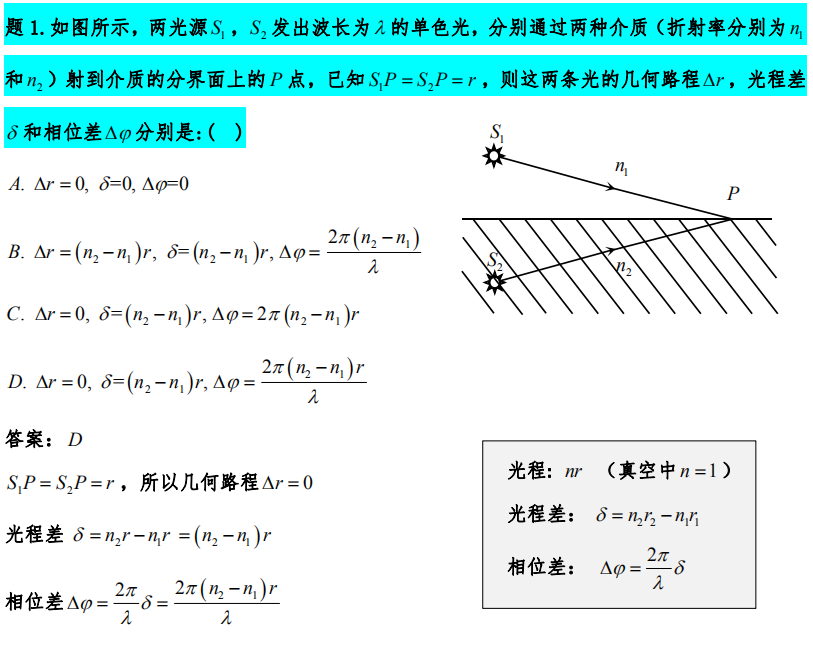 题 1. 如图所示，两光源 S₁，S₂ 发出波长为 λ 的单色光，分别通过两种介质（折射率分别为 n₁
和 n₂）射到介质的分界面上的 P 点，已知 S₁P = S₂P = r，则这两条光的几何路程 Δr，光程差
δ 和相位差 Δφ 分别是：( )
S₁
n₁
P
S₂
n₂
A. Δr = 0, δ=0, Δφ=0
B. Δr = (n₂ − n₁)r, δ=(n₂ − n₁)r, Δφ = 2π(n₂ − n₁)/λ
C. Δr = 0, δ=(n₂ − n₁)r, Δφ = 2π(n₂ − n₁)r
D. Δr = 0, δ=(n₂ − n₁)r, Δφ = 2π(n₂ − n₁)r/λ
答案：D
S₁P = S₂P = r，所以几何路程 Δr = 0
光程差 δ = n₂r − n₁r = (n₂ − n₁)r
相位差 Δφ = 2π/λ δ = 2π(n₂ − n₁)r/λ
光程: nr （真空中 n = 1）
光程差： δ = n₂r₂ − n₁r₁
相位差： Δφ = 2π/λ δ